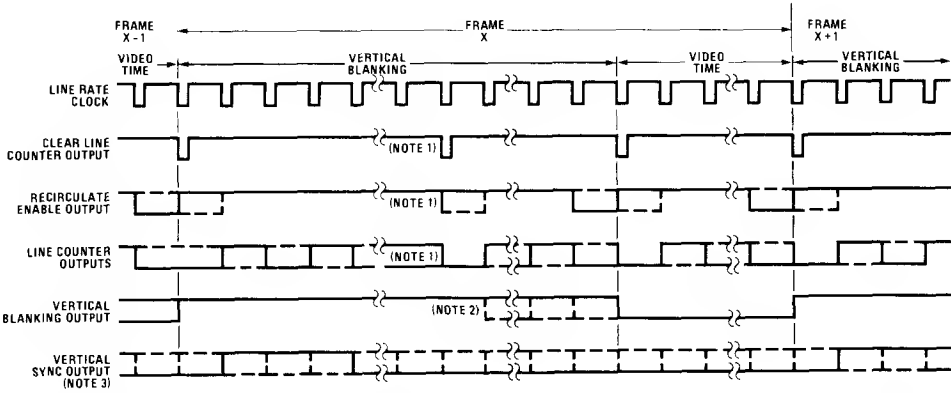 FRAME
X-1
FRAME
X
FRAME
X+1
VIDEO
TIME
VERTICAL
BLANKING
VIDEO
TIME
VERTICAL
BLANKING
LINE RATE
CLOCK
CLEAR LINE
COUNTER OUTPUT
(NOTE 1)
RECIRCULATE
ENABLE OUTPUT
(NOTE 1)
LINE COUNTER
OUTPUTS
(NOTE 1)
VERTICAL
BLANKING OUTPUT
(NOTE 2)
VERTICAL
SYNC OUTPUT
(NOTE 3)